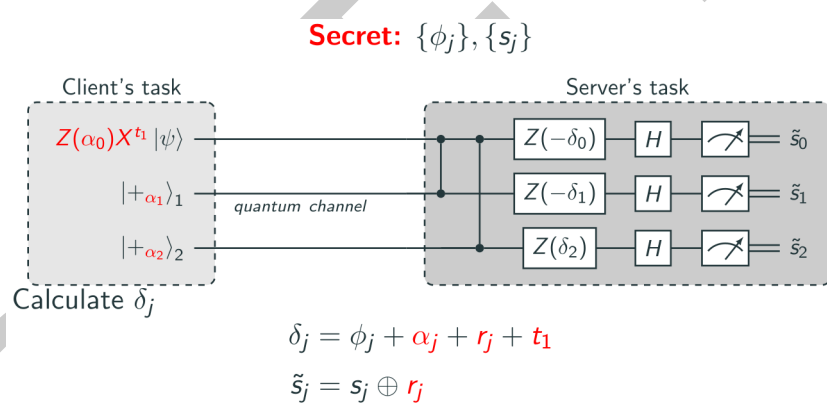 Secret: {ϕⱼ}, {sⱼ}
Client's task Server's task
Z(α₀)X^{t₁} |ψ⟩ Z(−δ₀) H s̃₀
|+_{α₁}⟩₁ quantum channel Z(−δ₁) H s̃₁
|+_{α₂}⟩₂ Z(δ₂) H s̃₂
Calculate δⱼ
δⱼ = ϕⱼ + αⱼ + rⱼ + t₁
s̃ⱼ = sⱼ ⊕ rⱼ